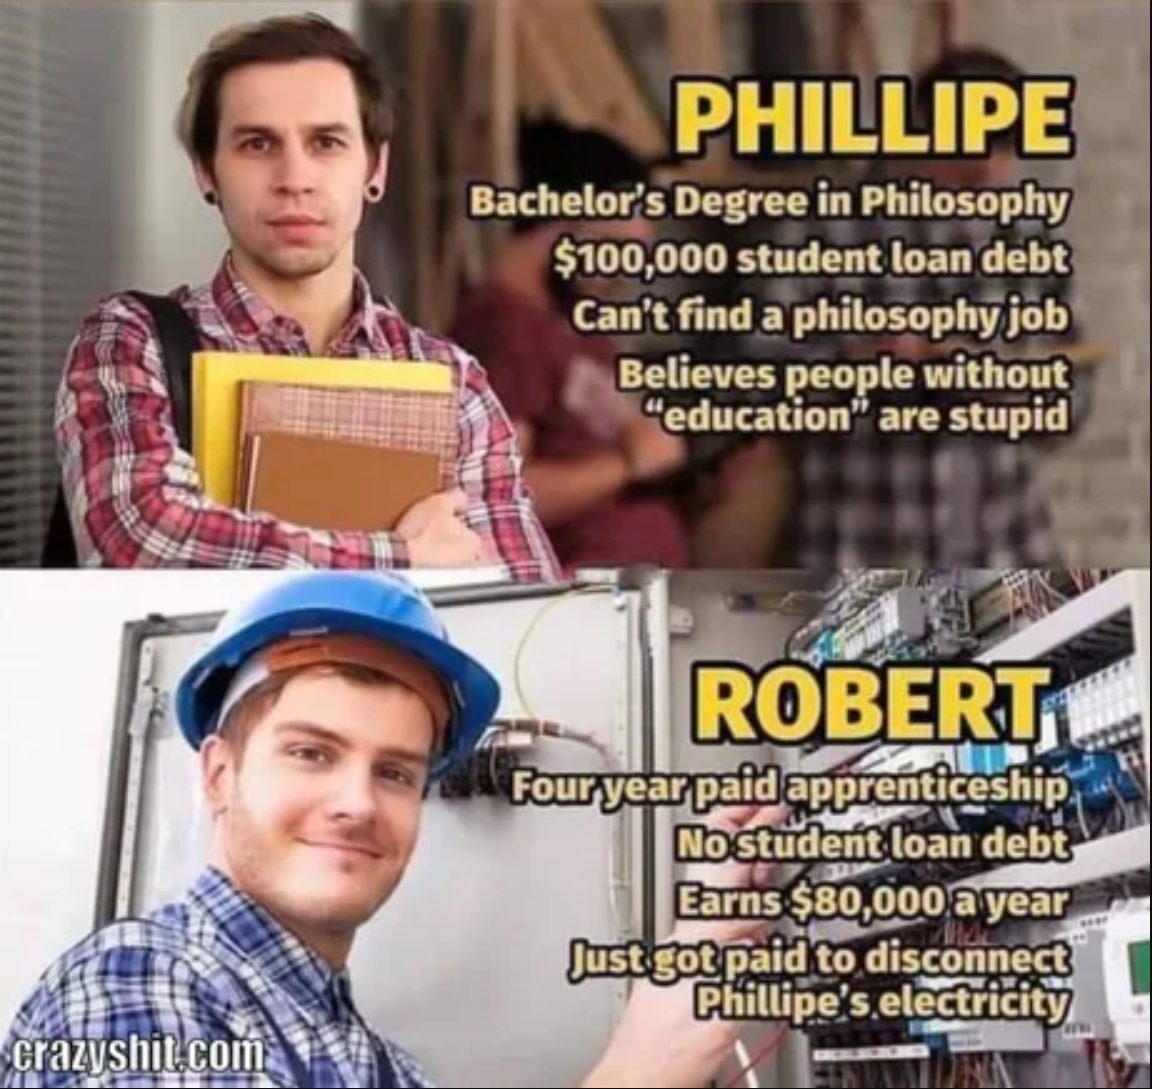 PHILLIPE
Bachelor's Degree in Philosophy
$100,000 student loan debt
Can't find a philosophy job
Believes people without
"education" are stupid
ROBERT
Four year paid apprenticeship
No student loan debt
Earns $80,000 a year
Just got paid to disconnect
Phillipe's electricity
crazyshit.com